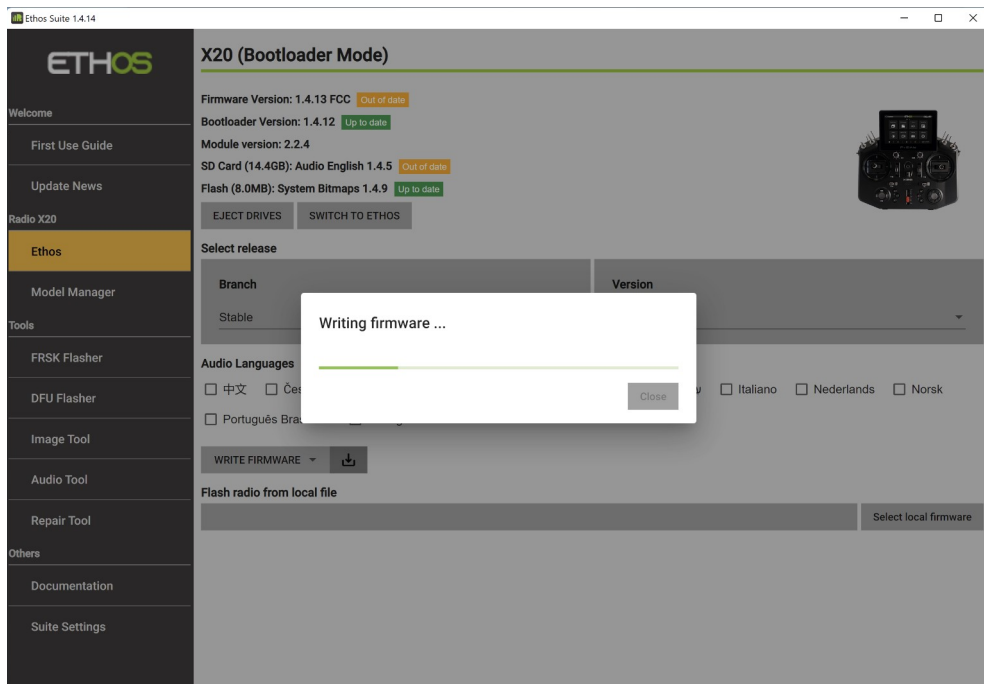 Ethos Suite 1.4.14
ETHOS
X20 (Bootloader Mode)
Firmware Version: 1.4.13 FCC Out of date
Bootloader Version: 1.4.12 Up to date
Module version: 2.2.4
SD Card (14.4GB): Audio English 1.4.5 Out of date
Flash (8.0MB): System Bitmaps 1.4.9 Up to date
EJECT DRIVES SWITCH TO ETHOS
Welcome
First Use Guide
Update News
Radio X20
Ethos
Model Manager
Tools
FRSK Flasher
DFU Flasher
Image Tool
Audio Tool
Repair Tool
Others
Documentation
Suite Settings
Select release
Branch Version
Stable
Writing firmware ...
Close
Audio Languages
中文 Italiano Nederlands Norsk
Português
WRITE FIRMWARE
Flash radio from local file
Select local firmware